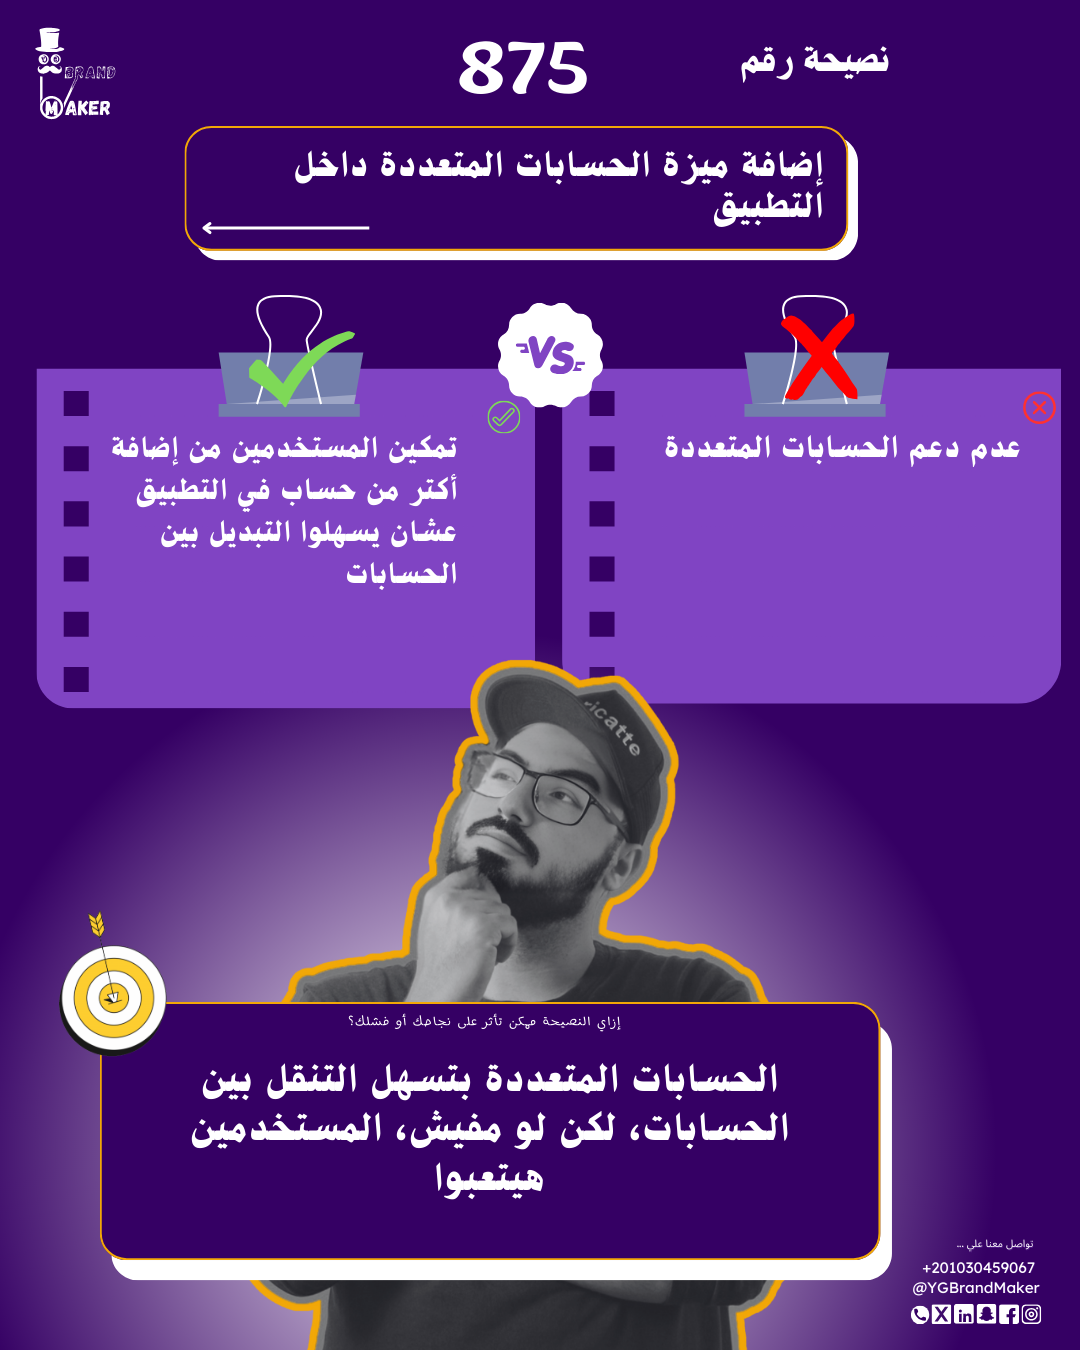 BRAND
MAKER
نصيحة رقم
875
إضافة ميزة الحسابات المتعددة داخل
التطبيق
VS
عدم دعم الحسابات المتعددة
تمكين المستخدمين من إضافة
أكتر من حساب في التطبيق
عشان يسهلوا التبديل بين
الحسابات
icatte
إزاي النصيحة ممكن تأثر على نجاحك أو فشلك؟
الحسابات المتعددة بتسهل التنقل بين
الحسابات، لكن لو مفيش، المستخدمين
هيتعبوا
تواصل معنا علي ...
+201030459067
@YGBrandMaker